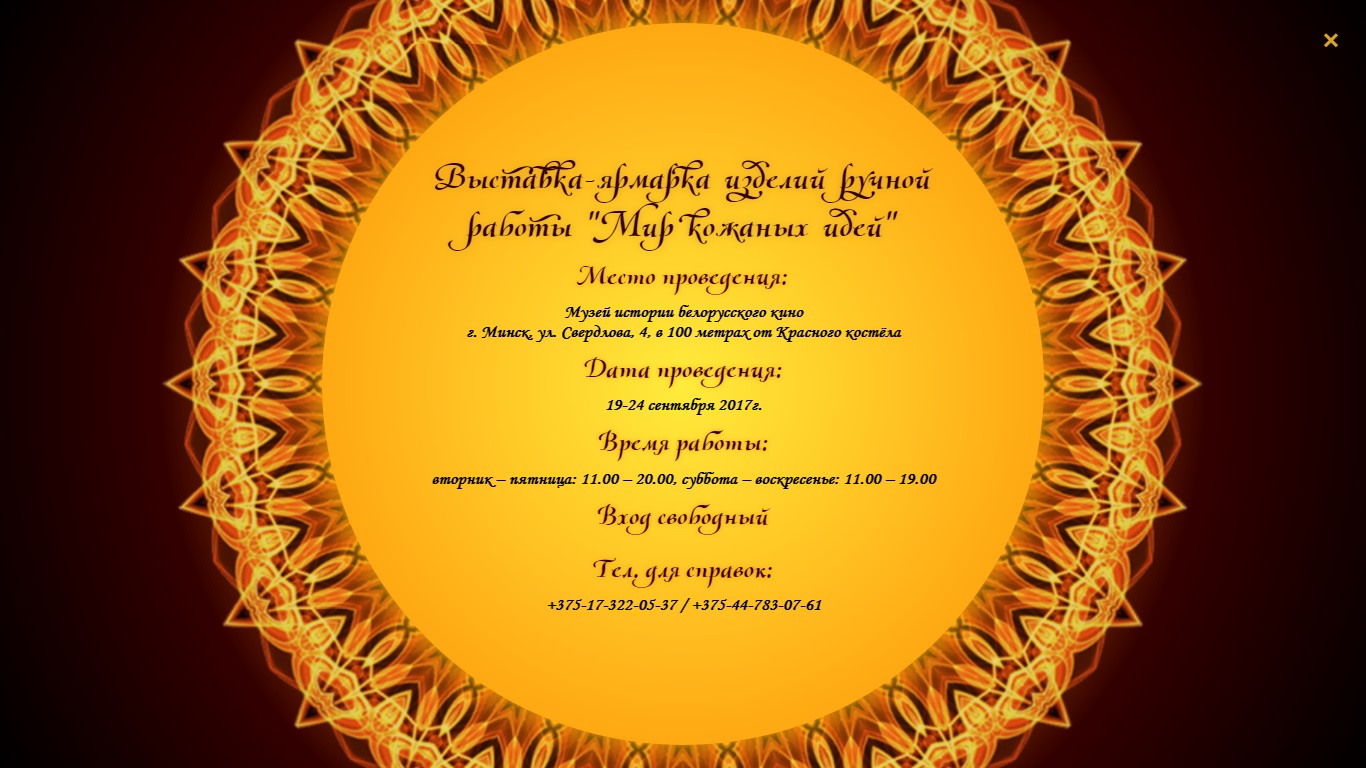 Выставка-ярмарка изделий ручной
работы "Мир кожаных идей"
Место проведения:
Музей истории белорусского кино
г. Минск, ул. Свердлова, 4, в 100 метрах от Красного костёла
Дата проведения:
19-24 сентября 2017г.
Время работы:
вторник – пятница: 11.00 – 20.00, суббота – воскресенье: 11.00 – 19.00
Вход свободный
Тел. для справок:
+375-17-322-05-37 / +375-44-783-07-61